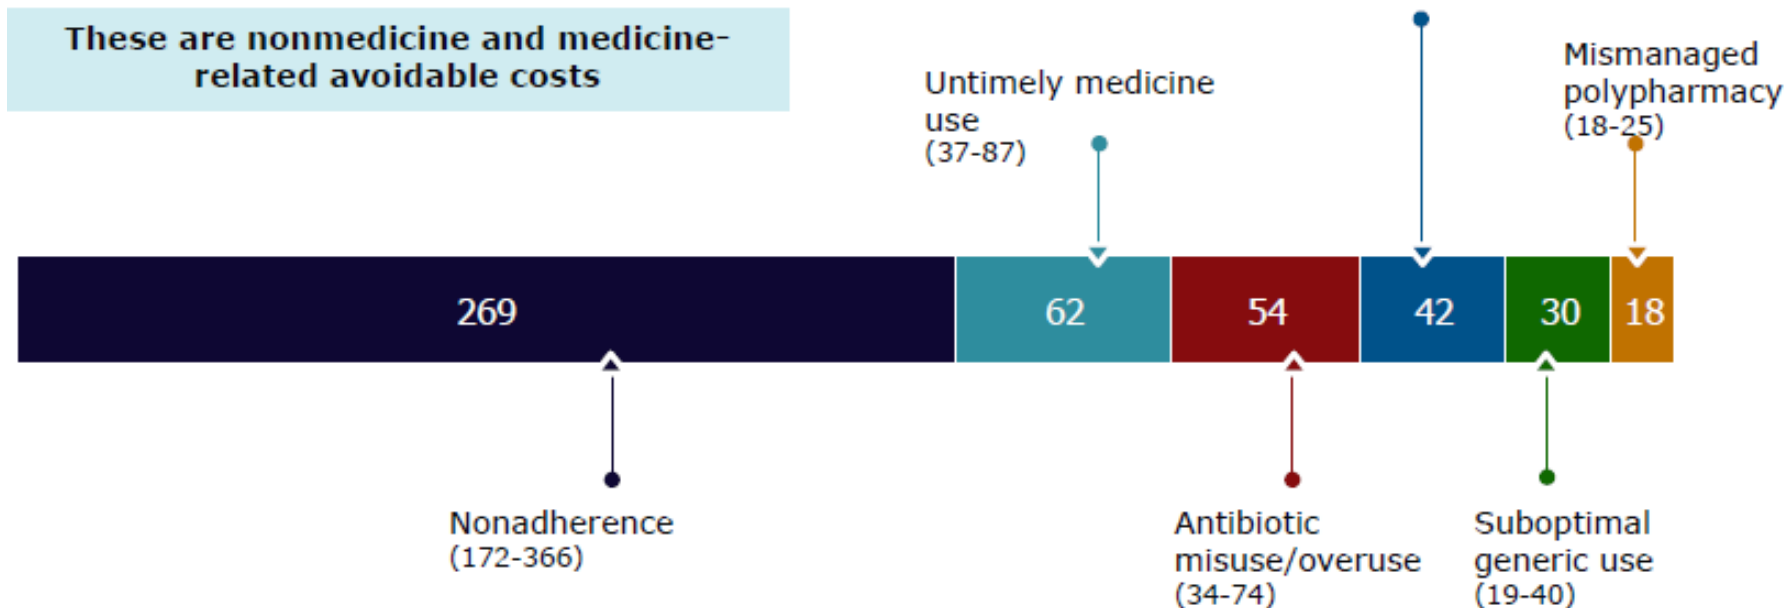 These are nonmedicine and medicine-
related avoidable costs
Untimely medicine
use
(37-87)
Mismanaged
polypharmacy
(18-25)
269
62
54
42
30
18
Nonadherence
(172-366)
Antibiotic
misuse/overuse
(34-74)
Suboptimal
generic use
(19-40)